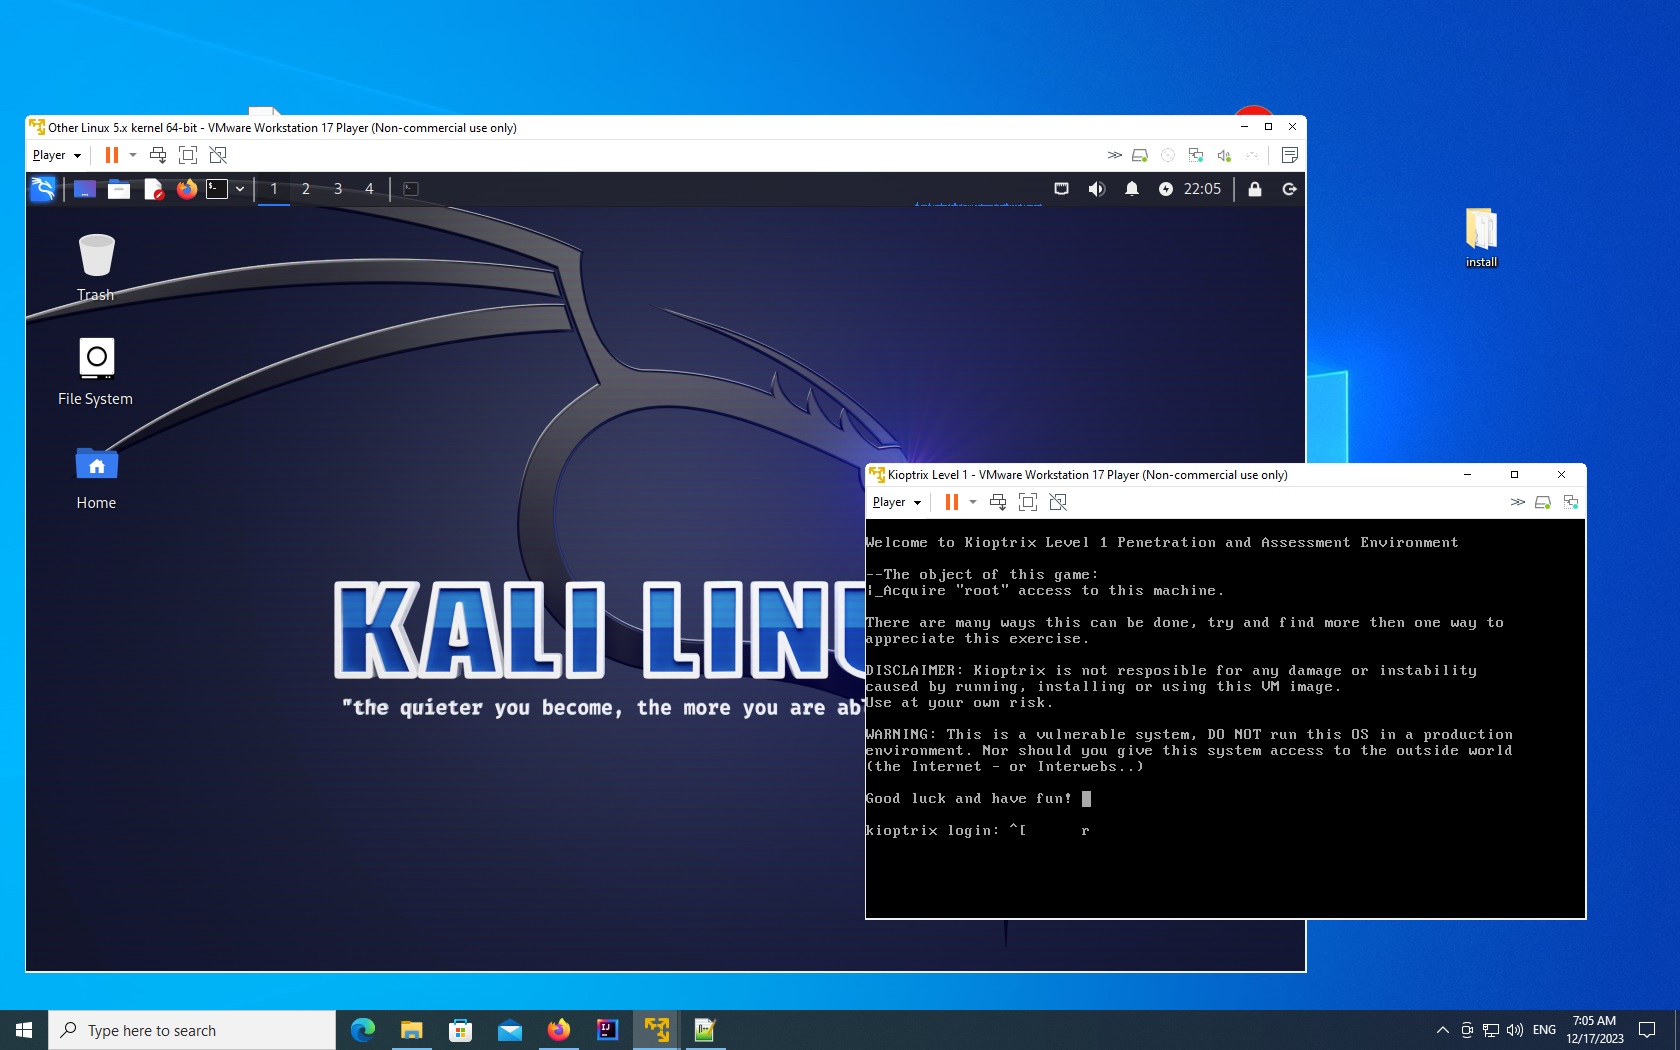 Other Linux 5.x kernel 64-bit - VMware Workstation 17 Player (Non-commercial use only)
Player
1 2 3 4
22:05
Trash
File System
Home
KALI LINU
"the quieter you become, the more you are ab
install
Kioptrix Level 1 - VMware Workstation 17 Player (Non-commercial use only)
Player
Welcome to Kioptrix Level 1 Penetration and Assessment Environment
--The object of this game:
¦_Acquire "root" access to this machine.
There are many ways this can be done, try and find more then one way to
appreciate this exercise.
DISCLAIMER: Kioptrix is not resposible for any damage or instability
caused by running, installing or using this VM image.
Use at your own risk.
WARNING: This is a vulnerable system, DO NOT run this OS in a production
environment. Nor should you give this system access to the outside world
(the Internet - or Interwebs..)
Good luck and have fun!
kioptrix login: ^[      r
Type here to search
ENG
7:05 AM
12/17/2023